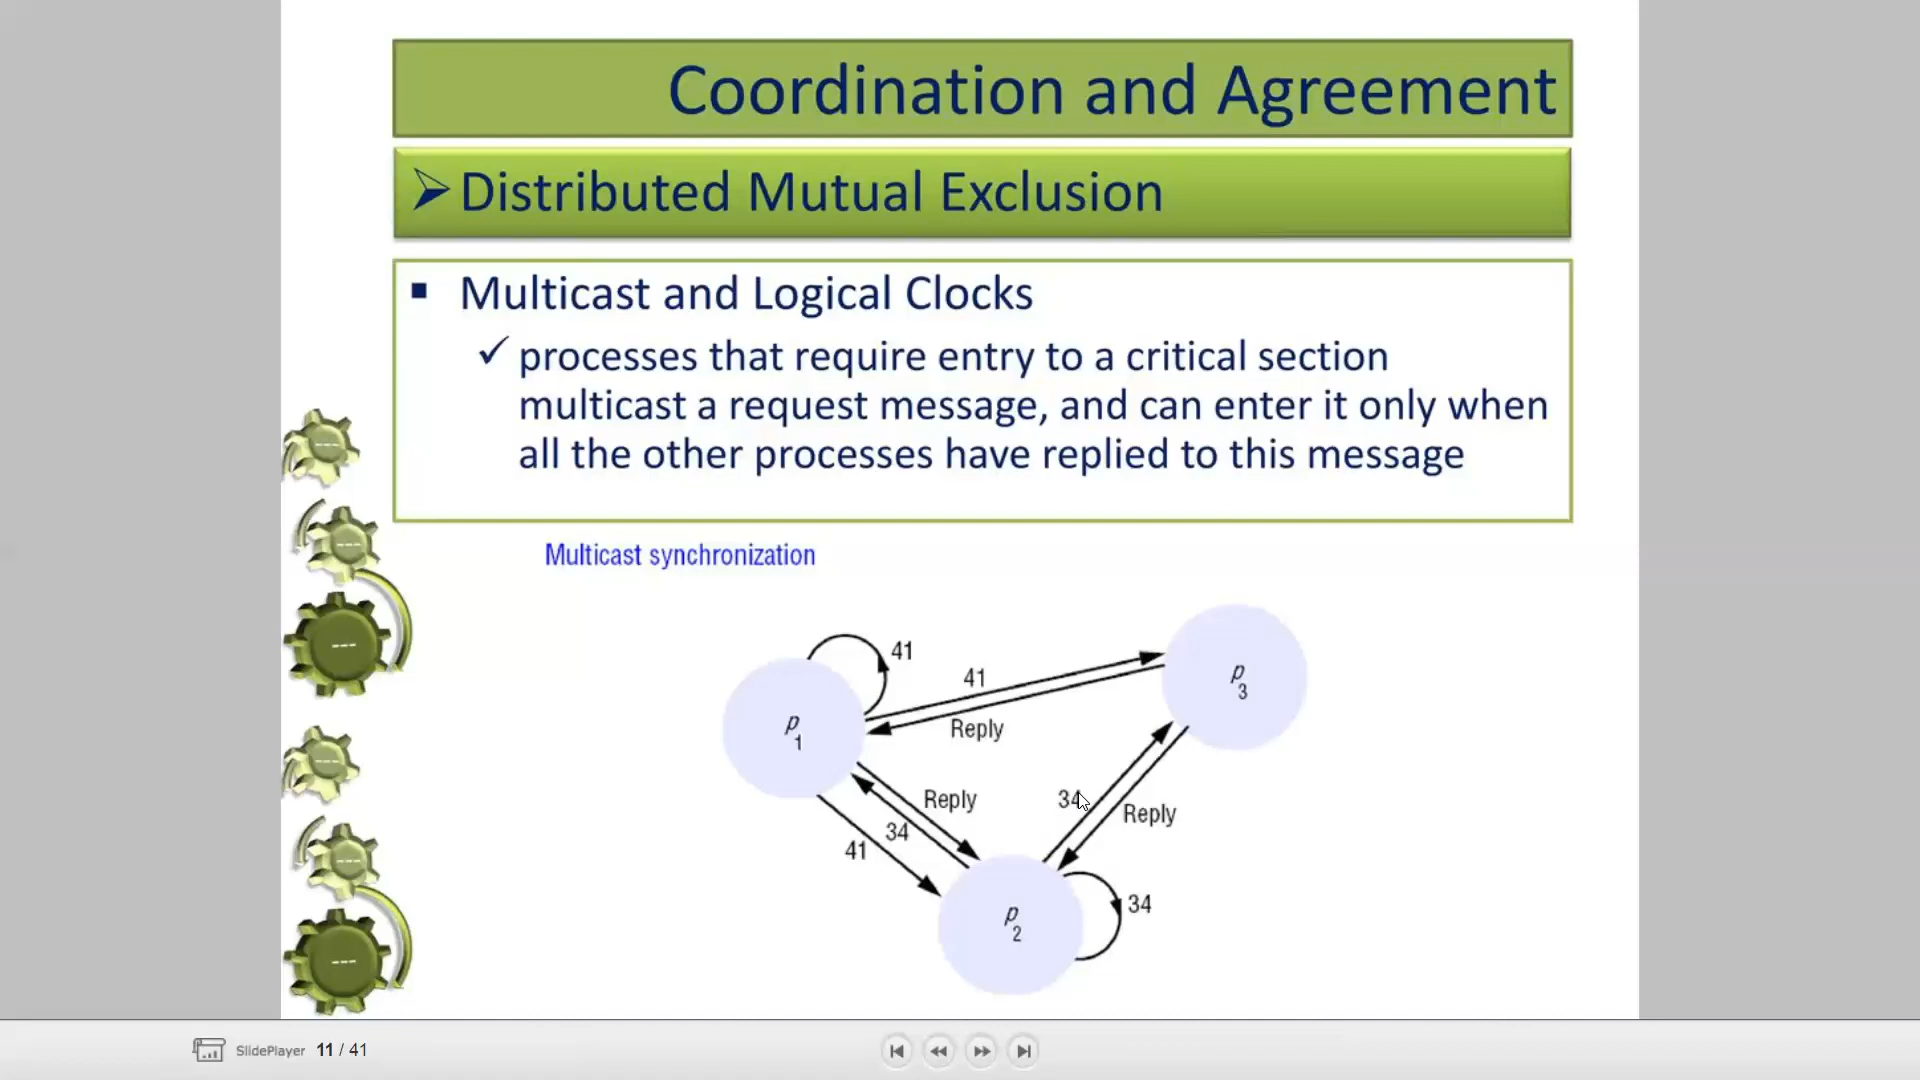 Coordination and Agreement
Distributed Mutual Exclusion
Multicast and Logical Clocks
processes that require entry to a critical section
multicast a request message, and can enter it only when
all the other processes have replied to this message
Multicast synchronization
41
41
Reply
p1
p3
Reply
34
41
34
Reply
34
p2
---
---
---
---
---
---
SlidePlayer 11 / 41